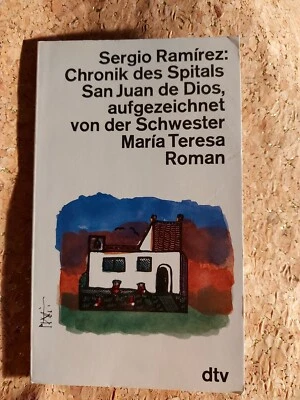 Sergio Ramírez:
Chronik des Spitals
San Juan de Dios,
aufgezeichnet
von der Schwester
María Teresa
Roman
dtv